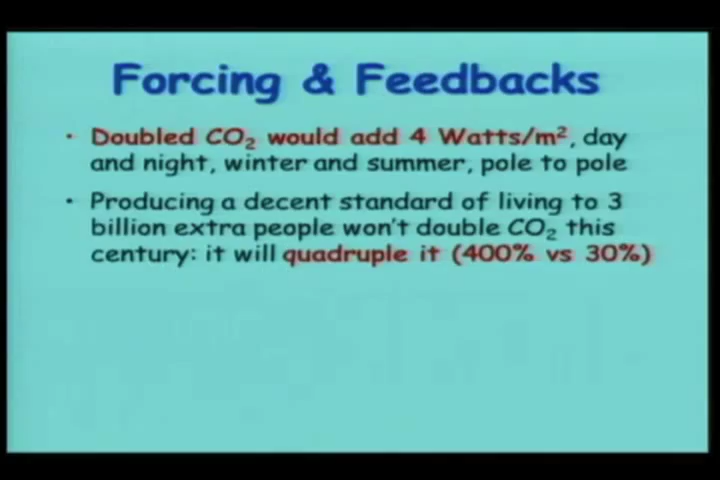 Forcing & Feedbacks
• Doubled CO₂ would add 4 Watts/m², day
and night, winter and summer, pole to pole
• Producing a decent standard of living to 3
billion extra people won't double CO₂ this
century: it will quadruple it (400% vs 30%)